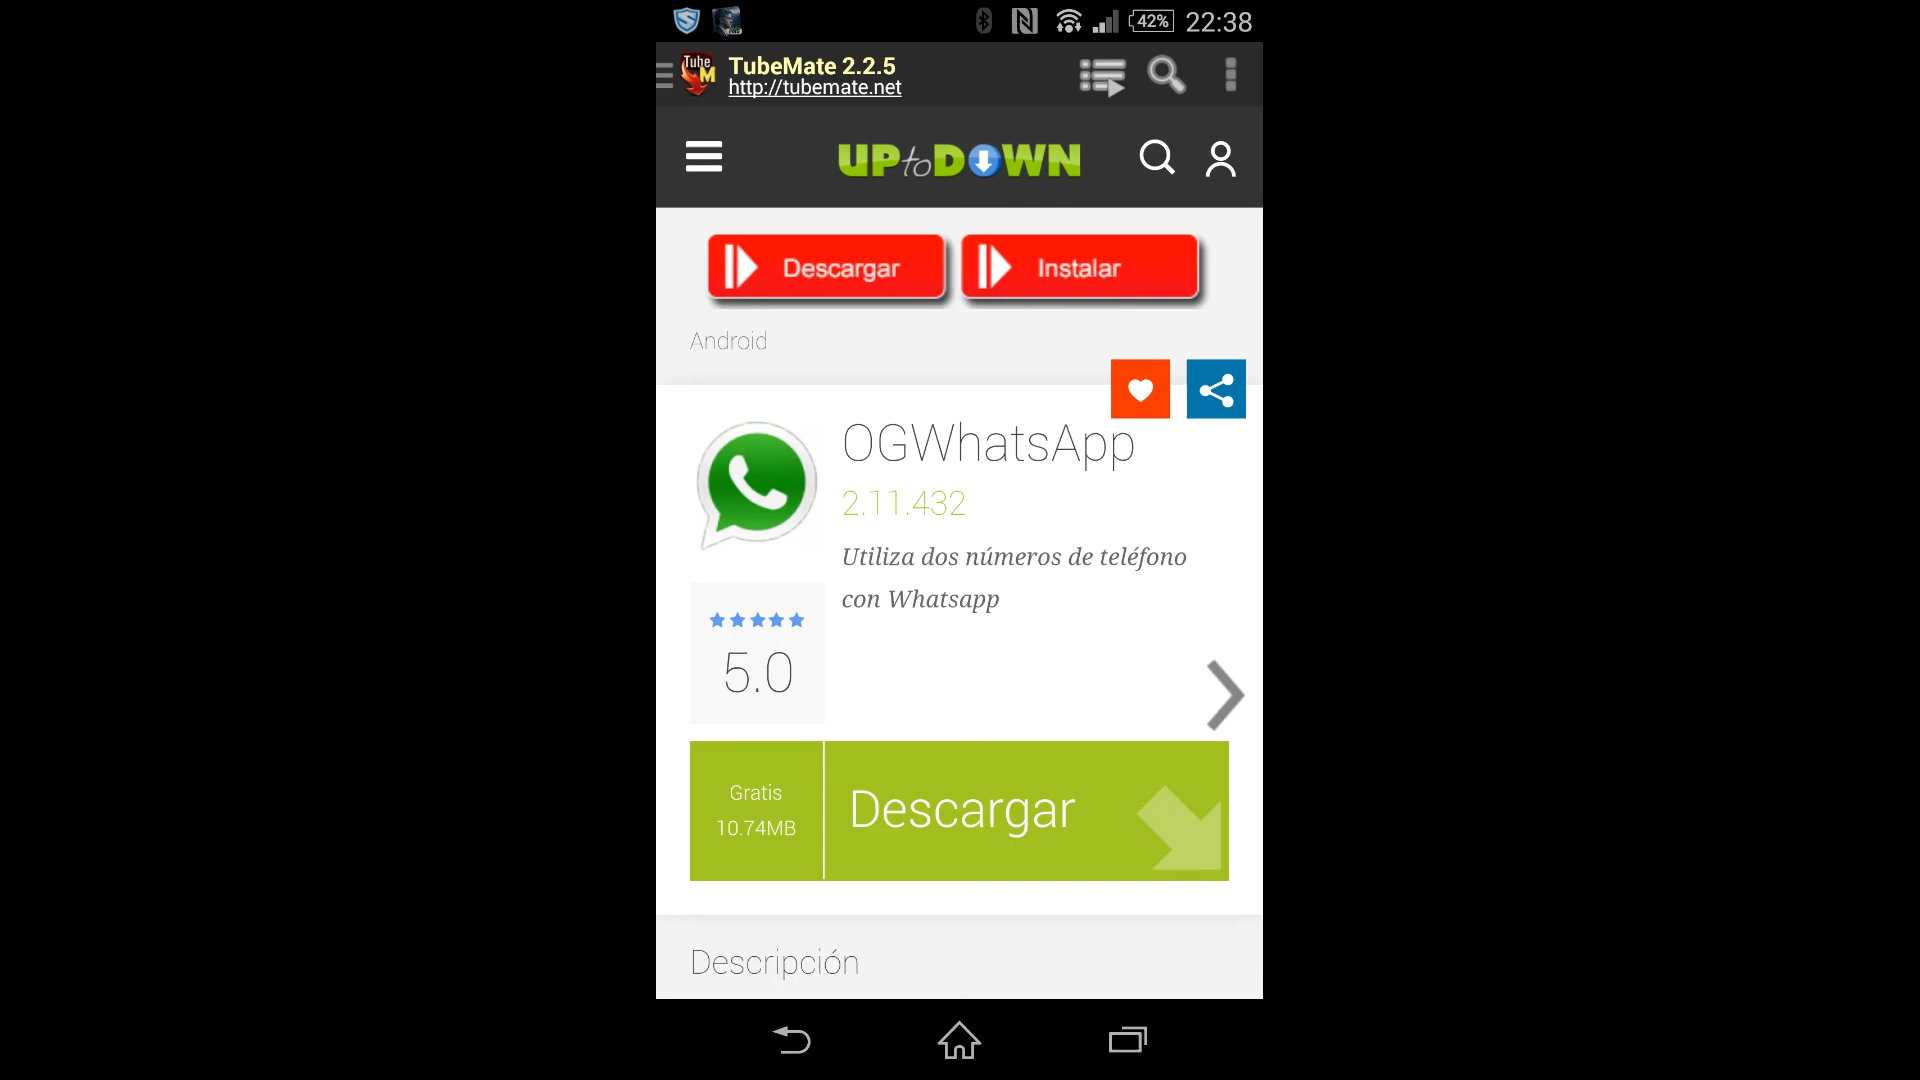 42% 22:38
Tube M
TubeMate 2.2.5
http://tubemate.net
UPtoDOWN
Descargar Instalar
Android
OGWhatsApp
2.11.432
Utiliza dos números de teléfono
con Whatsapp
5.0
Gratis
10.74MB
Descargar
Descripción